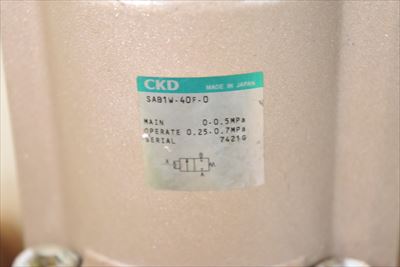 CKD MADE IN JAPAN
SAB1W-40F-0
MAIN 0-0.5MPa
OPERATE 0.25-0.7MPa
SERIAL 7421G